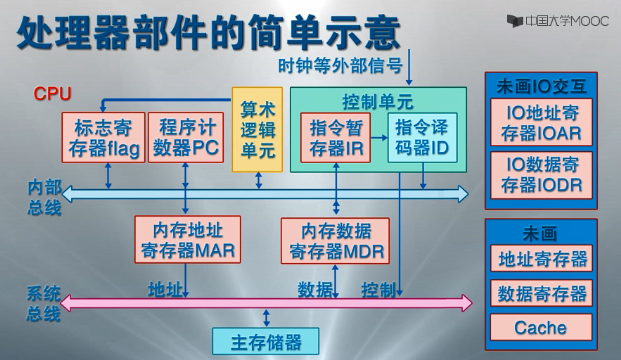 处理器部件的简单示意
中国大学MOOC
时钟等外部信号
CPU
标志寄
存器flag
程序计
数器PC
算术
逻辑
单元
控制单元
指令暂
存器IR
指令译
码器ID
内部
总线
内存地址
寄存器MAR
内存数据
寄存器MDR
地址
数据
控制
系统
总线
主存储器
未画IO交互
IO地址寄
存器IOAR
IO数据寄
存器IODR
未画
地址寄存器
数据寄存器
Cache